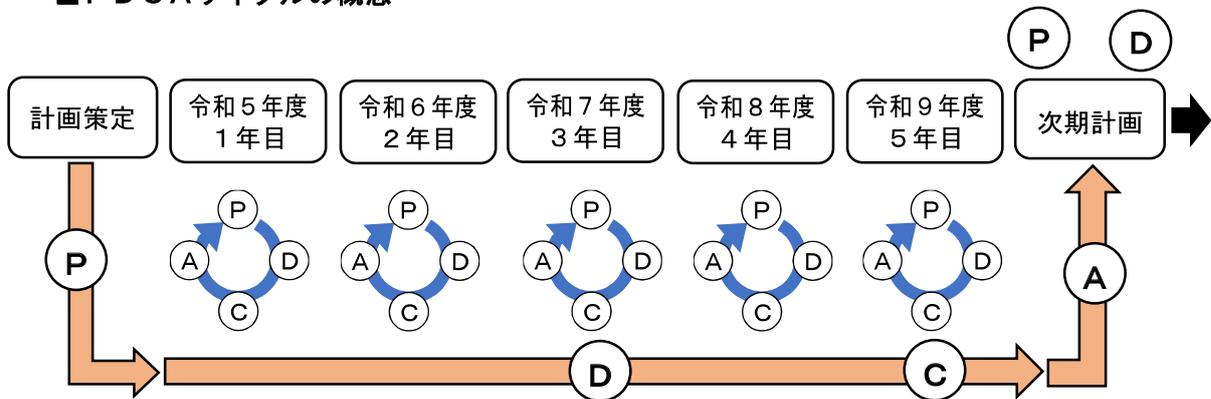 ■ＰＤＣＡサイクルの概念
P
D
計画策定
令和５年度
１年目
令和６年度
２年目
令和７年度
３年目
令和８年度
４年目
令和９年度
５年目
次期計画
P
A
D
C
P
A
D
C
P
A
D
C
P
A
D
C
P
A
D
C
P
A
D
C